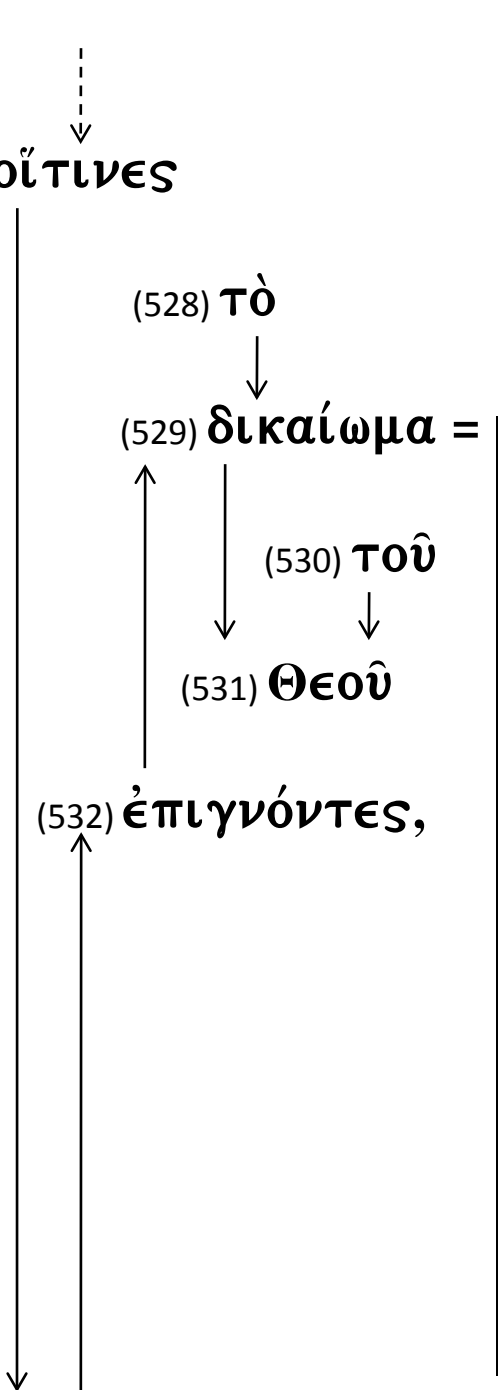 οἵτινες
(528) τὸ
(529) δικαίωμα =
(530) τοῦ
(531) Θεοῦ
(532) ἐπιγνόντες,